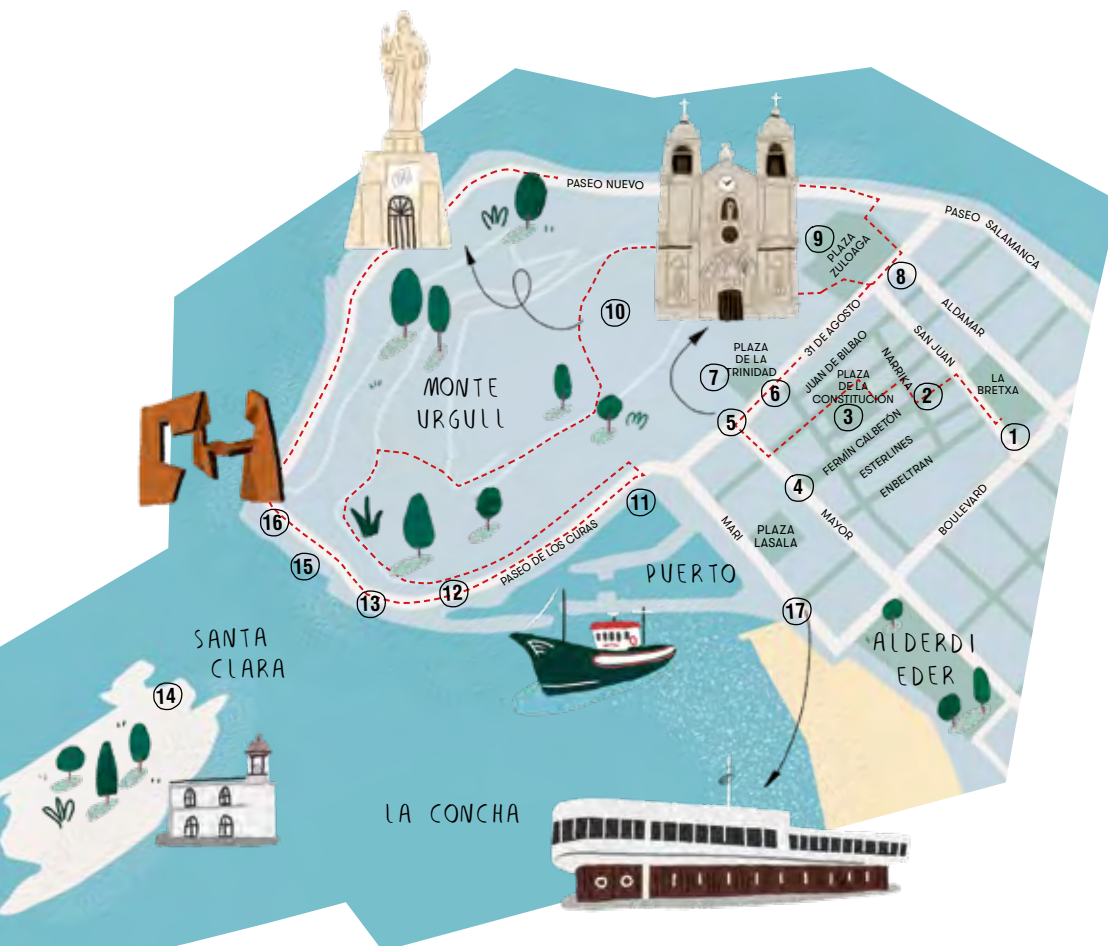 PASEO NUEVO
PASEO SALAMANCA
9
PLAZA
ZULOAGA
8
ALDAMAR
10
31 DE AGOSTO
SAN JUAN
JUAN DE BILBAO
NARRIKA
PLAZA
DE LA
TRINIDAD
7
6
PLAZA
DE LA
CONSTITUCIÓN
3
2
LA
BRETXA
1
MONTE
URGULL
5
FERMÍN CALBETÓN
ESTERLINES
ENBELTRAN
4
MAYOR
BOULEVARD
11
MARI
PLAZA
LASALA
PASEO DE LOS CURAS
16
15
13
12
PUERTO
17
SANTA
CLARA
14
ALDERDI
EDER
LA CONCHA